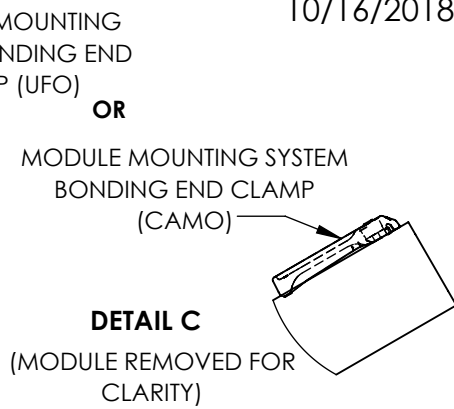 10/16/2018
MOUNTING
NDING END
P (UFO)
OR
MODULE MOUNTING SYSTEM
BONDING END CLAMP
(CAMO)
DETAIL C
(MODULE REMOVED FOR
CLARITY)